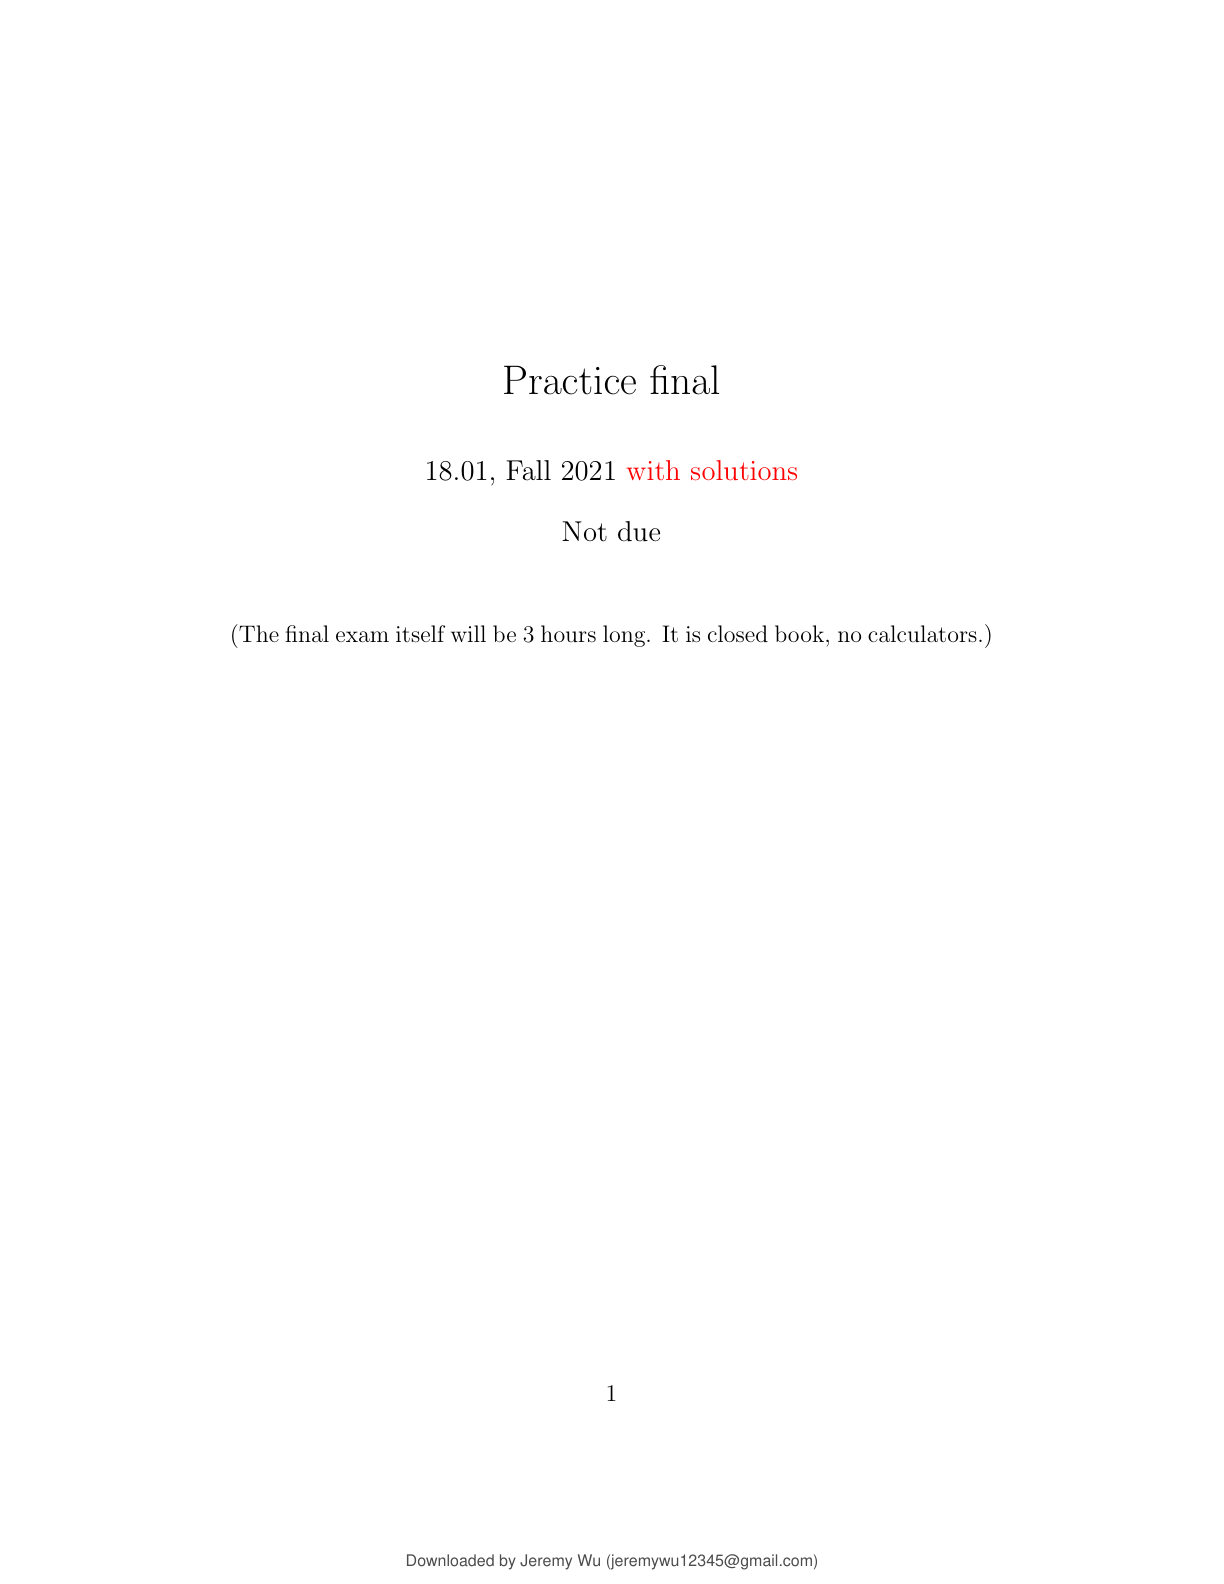 Practice final
18.01, Fall 2021 with solutions
Not due
(The final exam itself will be 3 hours long. It is closed book, no calculators.)
1
Downloaded by Jeremy Wu (jeremywu12345@gmail.com)